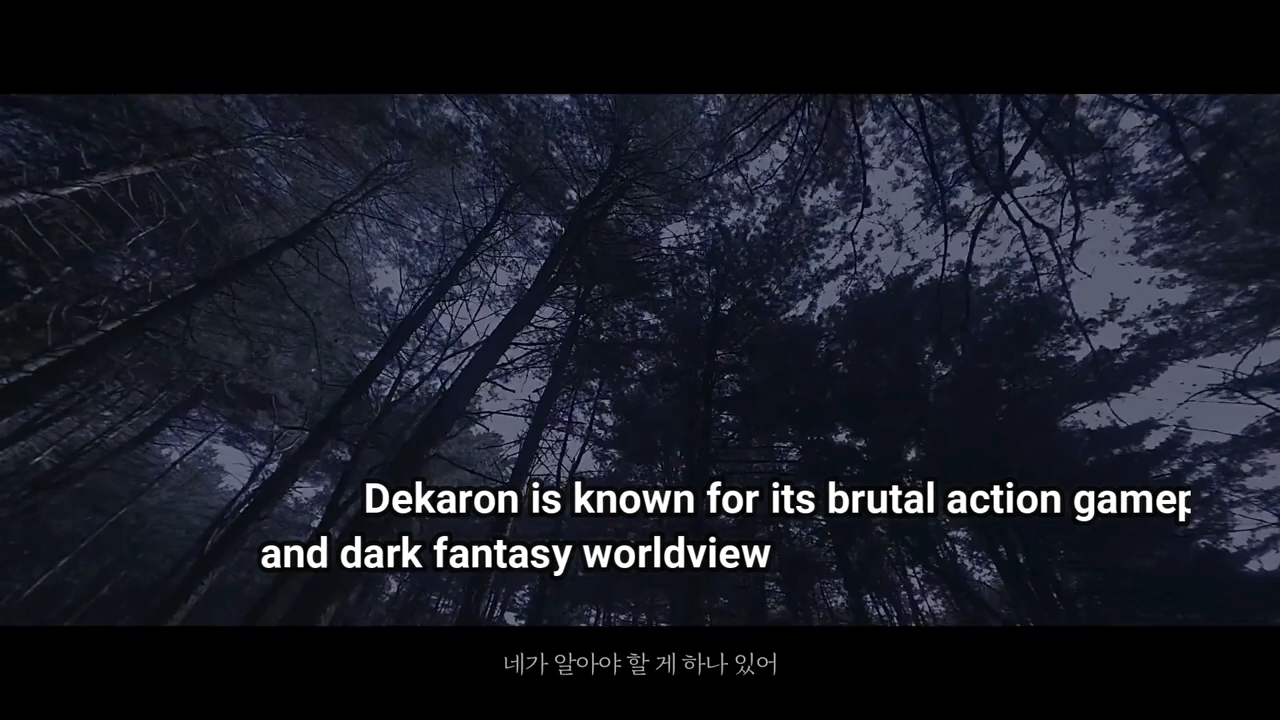 Dekaron is known for its brutal action gamep
and dark fantasy worldview
네가 알아야 할 게 하나 있어